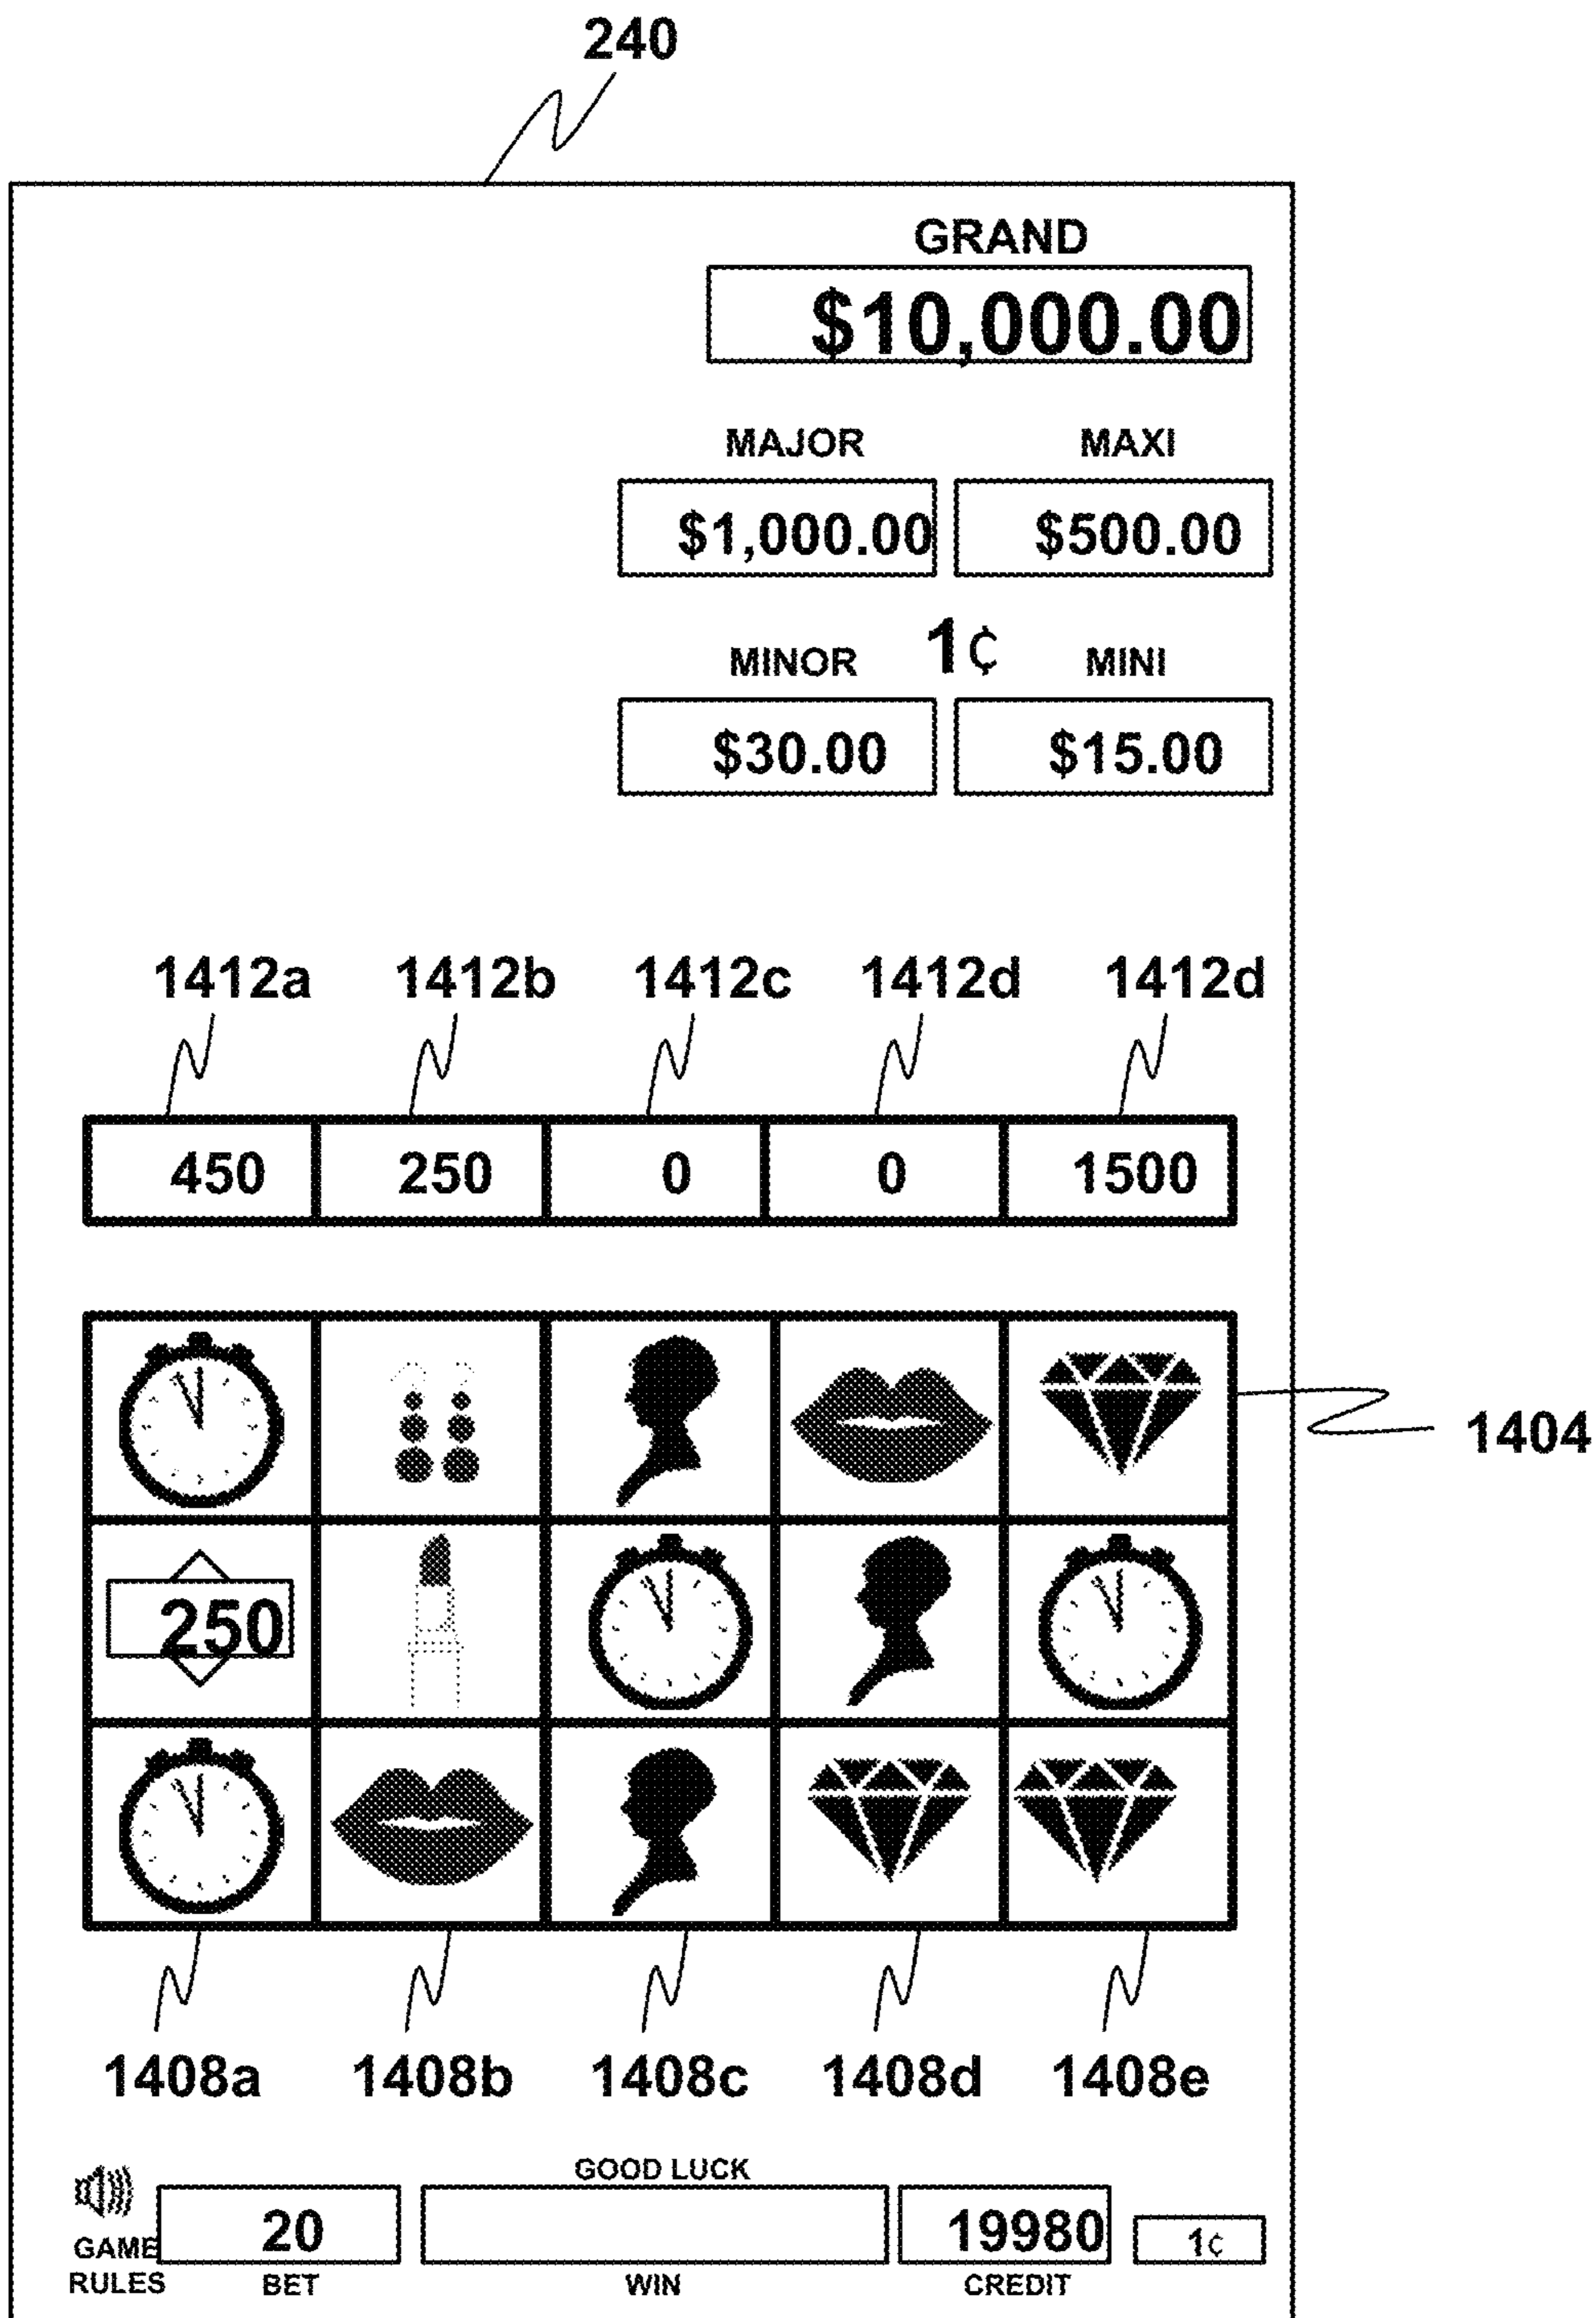 240
GRAND
$10,000.00
MAJOR MAXI
$1,000.00 $500.00
1¢
MINOR MINI
$30.00 $15.00
1412a 1412b 1412c 1412d 1412d
450 250 0 0 1500
1404
250
1408a 1408b 1408c 1408d 1408e
GOOD LUCK
20 19980 1¢
GAME
RULES BET WIN CREDIT